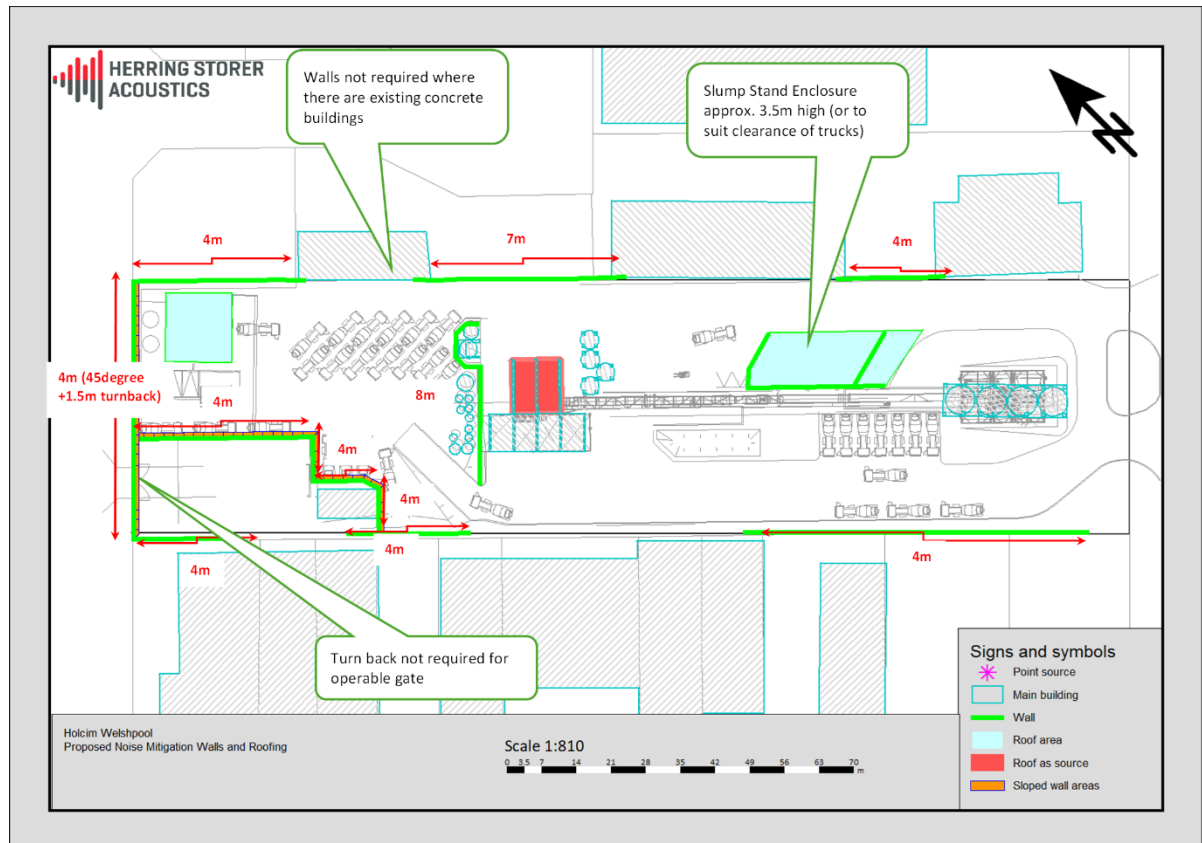 HERRING STORER
ACOUSTICS
Walls not required where
there are existing concrete
buildings
Slump Stand Enclosure
approx. 3.5m high (or to
suit clearance of trucks)
N
4m
7m
4m
4m (45degree
+1.5m turnback)
4m
8m
4m
4m
4m
4m
4m
Turn back not required for
operable gate
Signs and symbols
Point source
Main building
Wall
Roof area
Roof as source
Sloped wall areas
Holcim Welshpool
Proposed Noise Mitigation Walls and Roofing
Scale 1:810
0 3.5 7 14 21 28 35 42 49 56 63 70
m